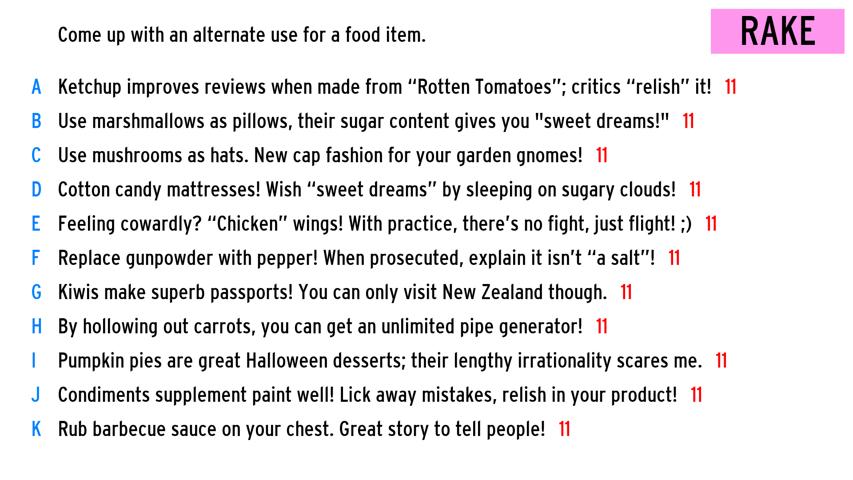 Come up with an alternate use for a food item.
RAKE
A Ketchup improves reviews when made from “Rotten Tomatoes”; critics “relish” it! 11
B Use marshmallows as pillows, their sugar content gives you "sweet dreams!" 11
C Use mushrooms as hats. New cap fashion for your garden gnomes! 11
D Cotton candy mattresses! Wish “sweet dreams” by sleeping on sugary clouds! 11
E Feeling cowardly? “Chicken” wings! With practice, there’s no fight, just flight! ;) 11
F Replace gunpowder with pepper! When prosecuted, explain it isn’t “a salt”! 11
G Kiwis make superb passports! You can only visit New Zealand though. 11
H By hollowing out carrots, you can get an unlimited pipe generator! 11
I Pumpkin pies are great Halloween desserts; their lengthy irrationality scares me. 11
J Condiments supplement paint well! Lick away mistakes, relish in your product! 11
K Rub barbecue sauce on your chest. Great story to tell people! 11